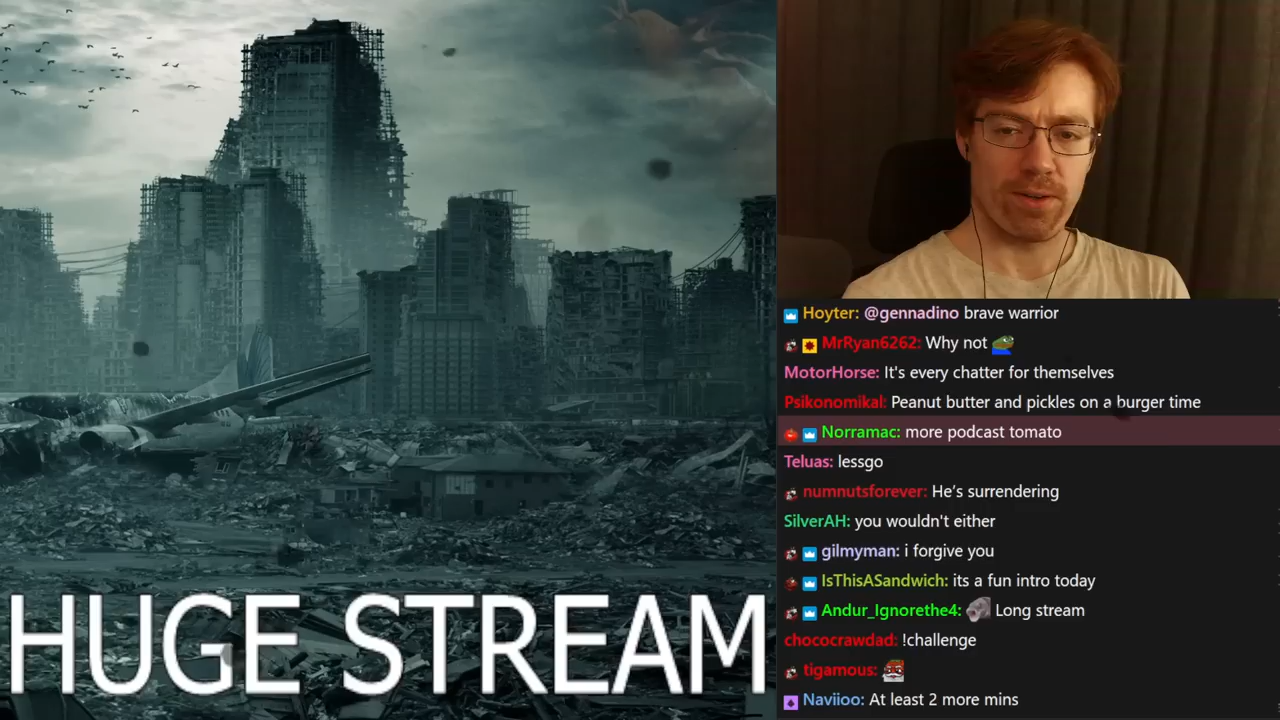 HUGE STREAM
Hoyter: @gennadino brave warrior
MrRyan6262: Why not
MotorHorse: It's every chatter for themselves
Psikonomikal: Peanut butter and pickles on a burger time
Norramac: more podcast tomato
Teluas: lessgo
numnutsforever: He's surrendering
SilverAH: you wouldn't either
gilmyman: i forgive you
IsThisASandwich: its a fun intro today
Andur_Ignorethe4: Long stream
chococrawdad: !challenge
tigamous:
Naviioo: At least 2 more mins